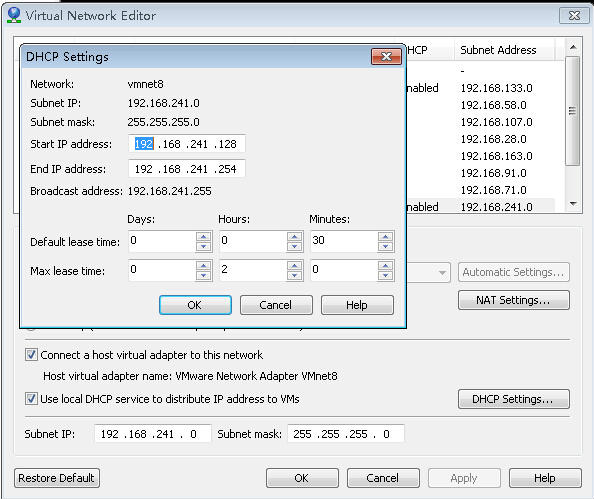 Virtual Network Editor
HCP Subnet Address
-
nabled 192.168.133.0
192.168.58.0
192.168.107.0
192.168.28.0
192.168.163.0
192.168.91.0
192.168.71.0
nabled 192.168.241.0
DHCP Settings
Network: vmnet8
Subnet IP: 192.168.241.0
Subnet mask: 255.255.255.0
Start IP address: 192 .168 .241 .128
End IP address: 192 .168 .241 .254
Broadcast address: 192.168.241.255
Days: Hours: Minutes:
Default lease time: 0 0 30
Max lease time: 0 2 0
OK Cancel Help
Automatic Settings...
NAT Settings...
Connect a host virtual adapter to this network
Host virtual adapter name: VMware Network Adapter VMnet8
Use local DHCP service to distribute IP address to VMs
DHCP Settings...
Subnet IP: 192 .168 .241 . 0 Subnet mask: 255 .255 .255 . 0
Restore Default OK Cancel Apply Help